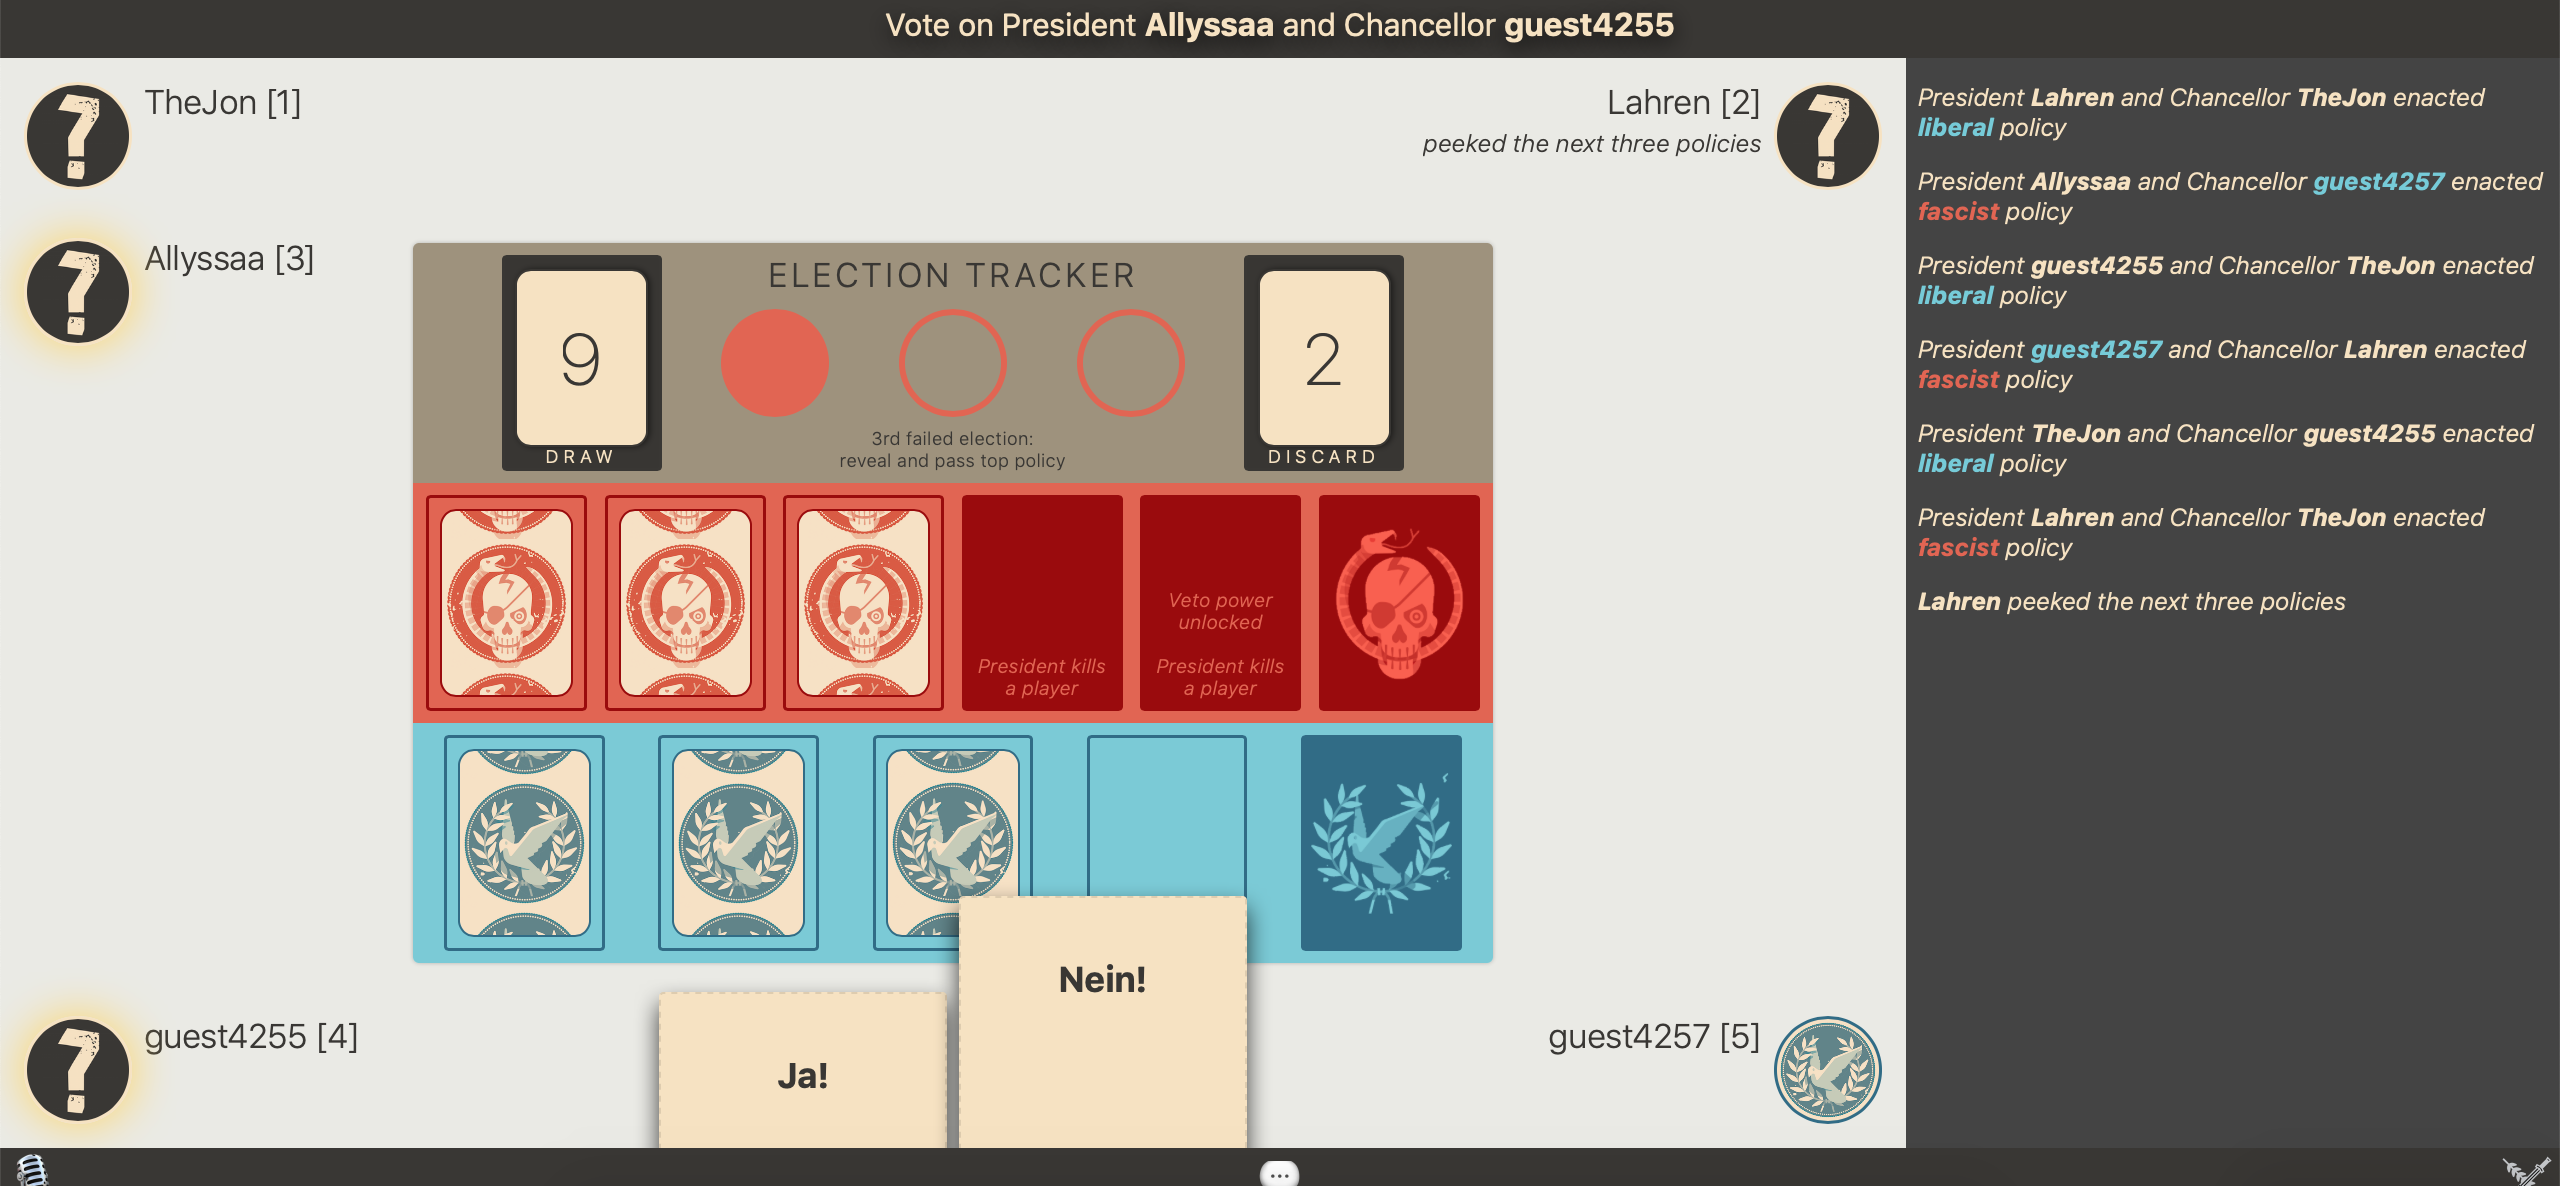 Vote on President Allyssaa and Chancellor guest4255
TheJon [1]
Lahren [2]
peeked the next three policies
Allyssaa [3]
ELECTION TRACKER
9
DRAW
2
DISCARD
3rd failed election:
reveal and pass top policy
President kills
a player
Veto power
unlocked
President kills
a player
Nein!
Ja!
guest4255 [4]
guest4257 [5]
President Lahren and Chancellor TheJon enacted
liberal policy
President Allyssaa and Chancellor guest4257 enacted
fascist policy
President guest4255 and Chancellor TheJon enacted
liberal policy
President guest4257 and Chancellor Lahren enacted
fascist policy
President TheJon and Chancellor guest4255 enacted
liberal policy
President Lahren and Chancellor TheJon enacted
fascist policy
Lahren peeked the next three policies